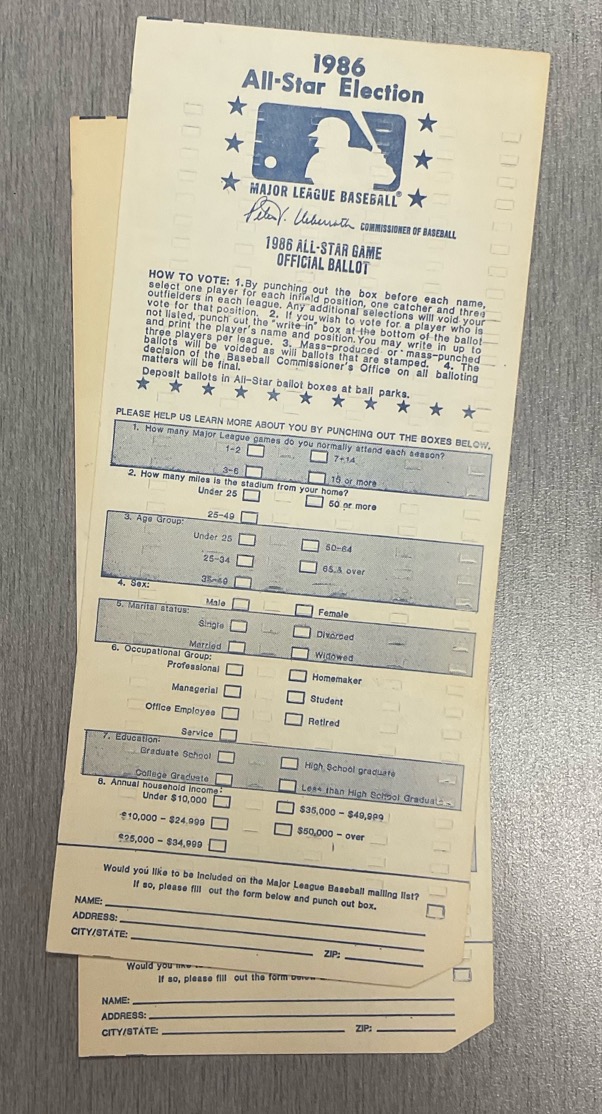 1986
All-Star Election
MAJOR LEAGUE BASEBALL®
Peter V. Ueberroth COMMISSIONER OF BASEBALL
1986 ALL-STAR GAME
OFFICIAL BALLOT
HOW TO VOTE: 1.By punching out the box before each name,
select one player for each infield position, one catcher and three
outfielders in each league. Any additional selections will void your
vote for that position. 2. If you wish to vote for a player who is
not listed, punch out the "write in" box at the bottom of the ballot
and print the player's name and position.You may write in up to
three players per league. 3. Mass-produced or mass-punched
ballots will be voided as will ballots that are stamped. 4. The
decision of the Baseball Commissioner's Office on all balloting
matters will be final.
Deposit ballots in All-Star ballot boxes at ball parks.
PLEASE HELP US LEARN MORE ABOUT YOU BY PUNCHING OUT THE BOXES BELOW.
1. How many Major League games do you normally attend each season?
1-2 7-14
3-6 15 or more
2. How many miles is the stadium from your home?
Under 25 50 or more
25-49
3. Age Group:
Under 25 50-64
25-34 65 & over
35-49
4. Sex:
Male Female
5. Marital status:
Single Divorced
Married Widowed
6. Occupational Group:
Professional Homemaker
Managerial Student
Office Employee Retired
Service
7. Education:
Graduate School High School graduate
College Graduate Less than High School Graduate
8. Annual household income:
Under $10,000 $35,000 - $49,999
$10,000 - $24,999 $50,000 - over
$25,000 - $34,999
Would you like to be included on the Major League Baseball mailing list?
If so, please fill out the form below and punch out box.
NAME:
ADDRESS:
CITY/STATE: ZIP:
Would you
If so, please fill out the form
NAME:
ADDRESS:
CITY/STATE: ZIP: